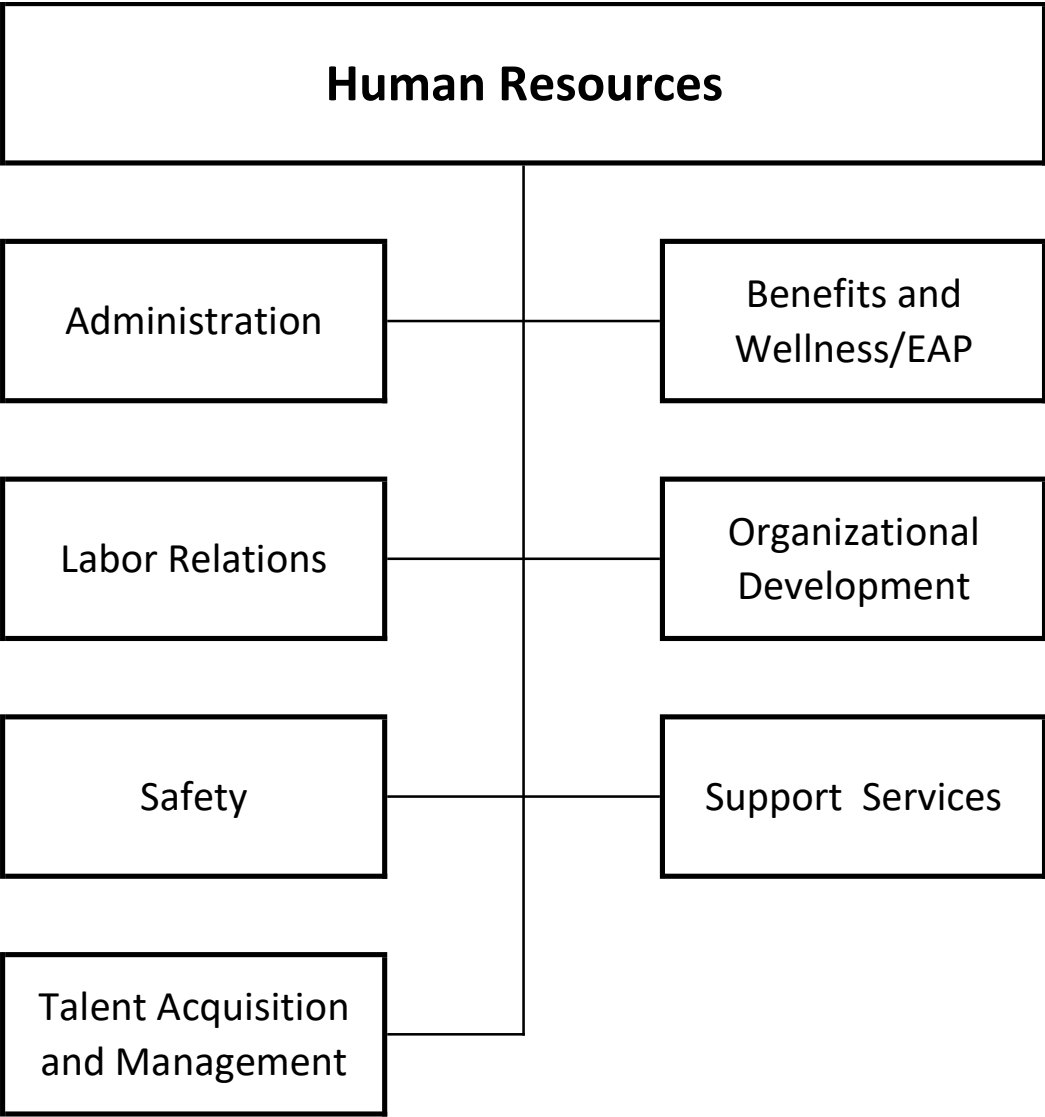 Human Resources
Administration
Benefits and
Wellness/EAP
Labor Relations
Organizational
Development
Safety
Support  Services
Talent Acquisition
and Management